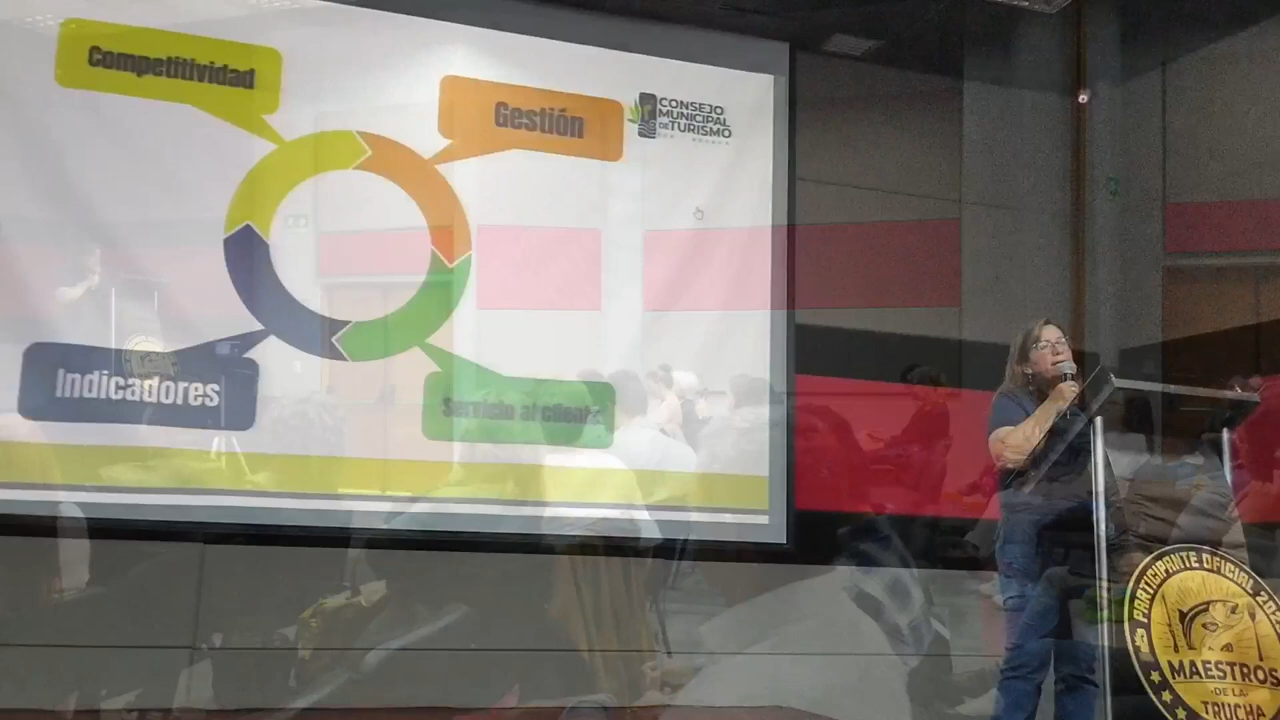 Competitividad
Gestión
CONSEJO
MUNICIPAL
DE TURISMO
Indicadores
Servicio al cliente
PARTICIPANTE OFICIAL
MAESTROS
·DE LA·
TRUCHA